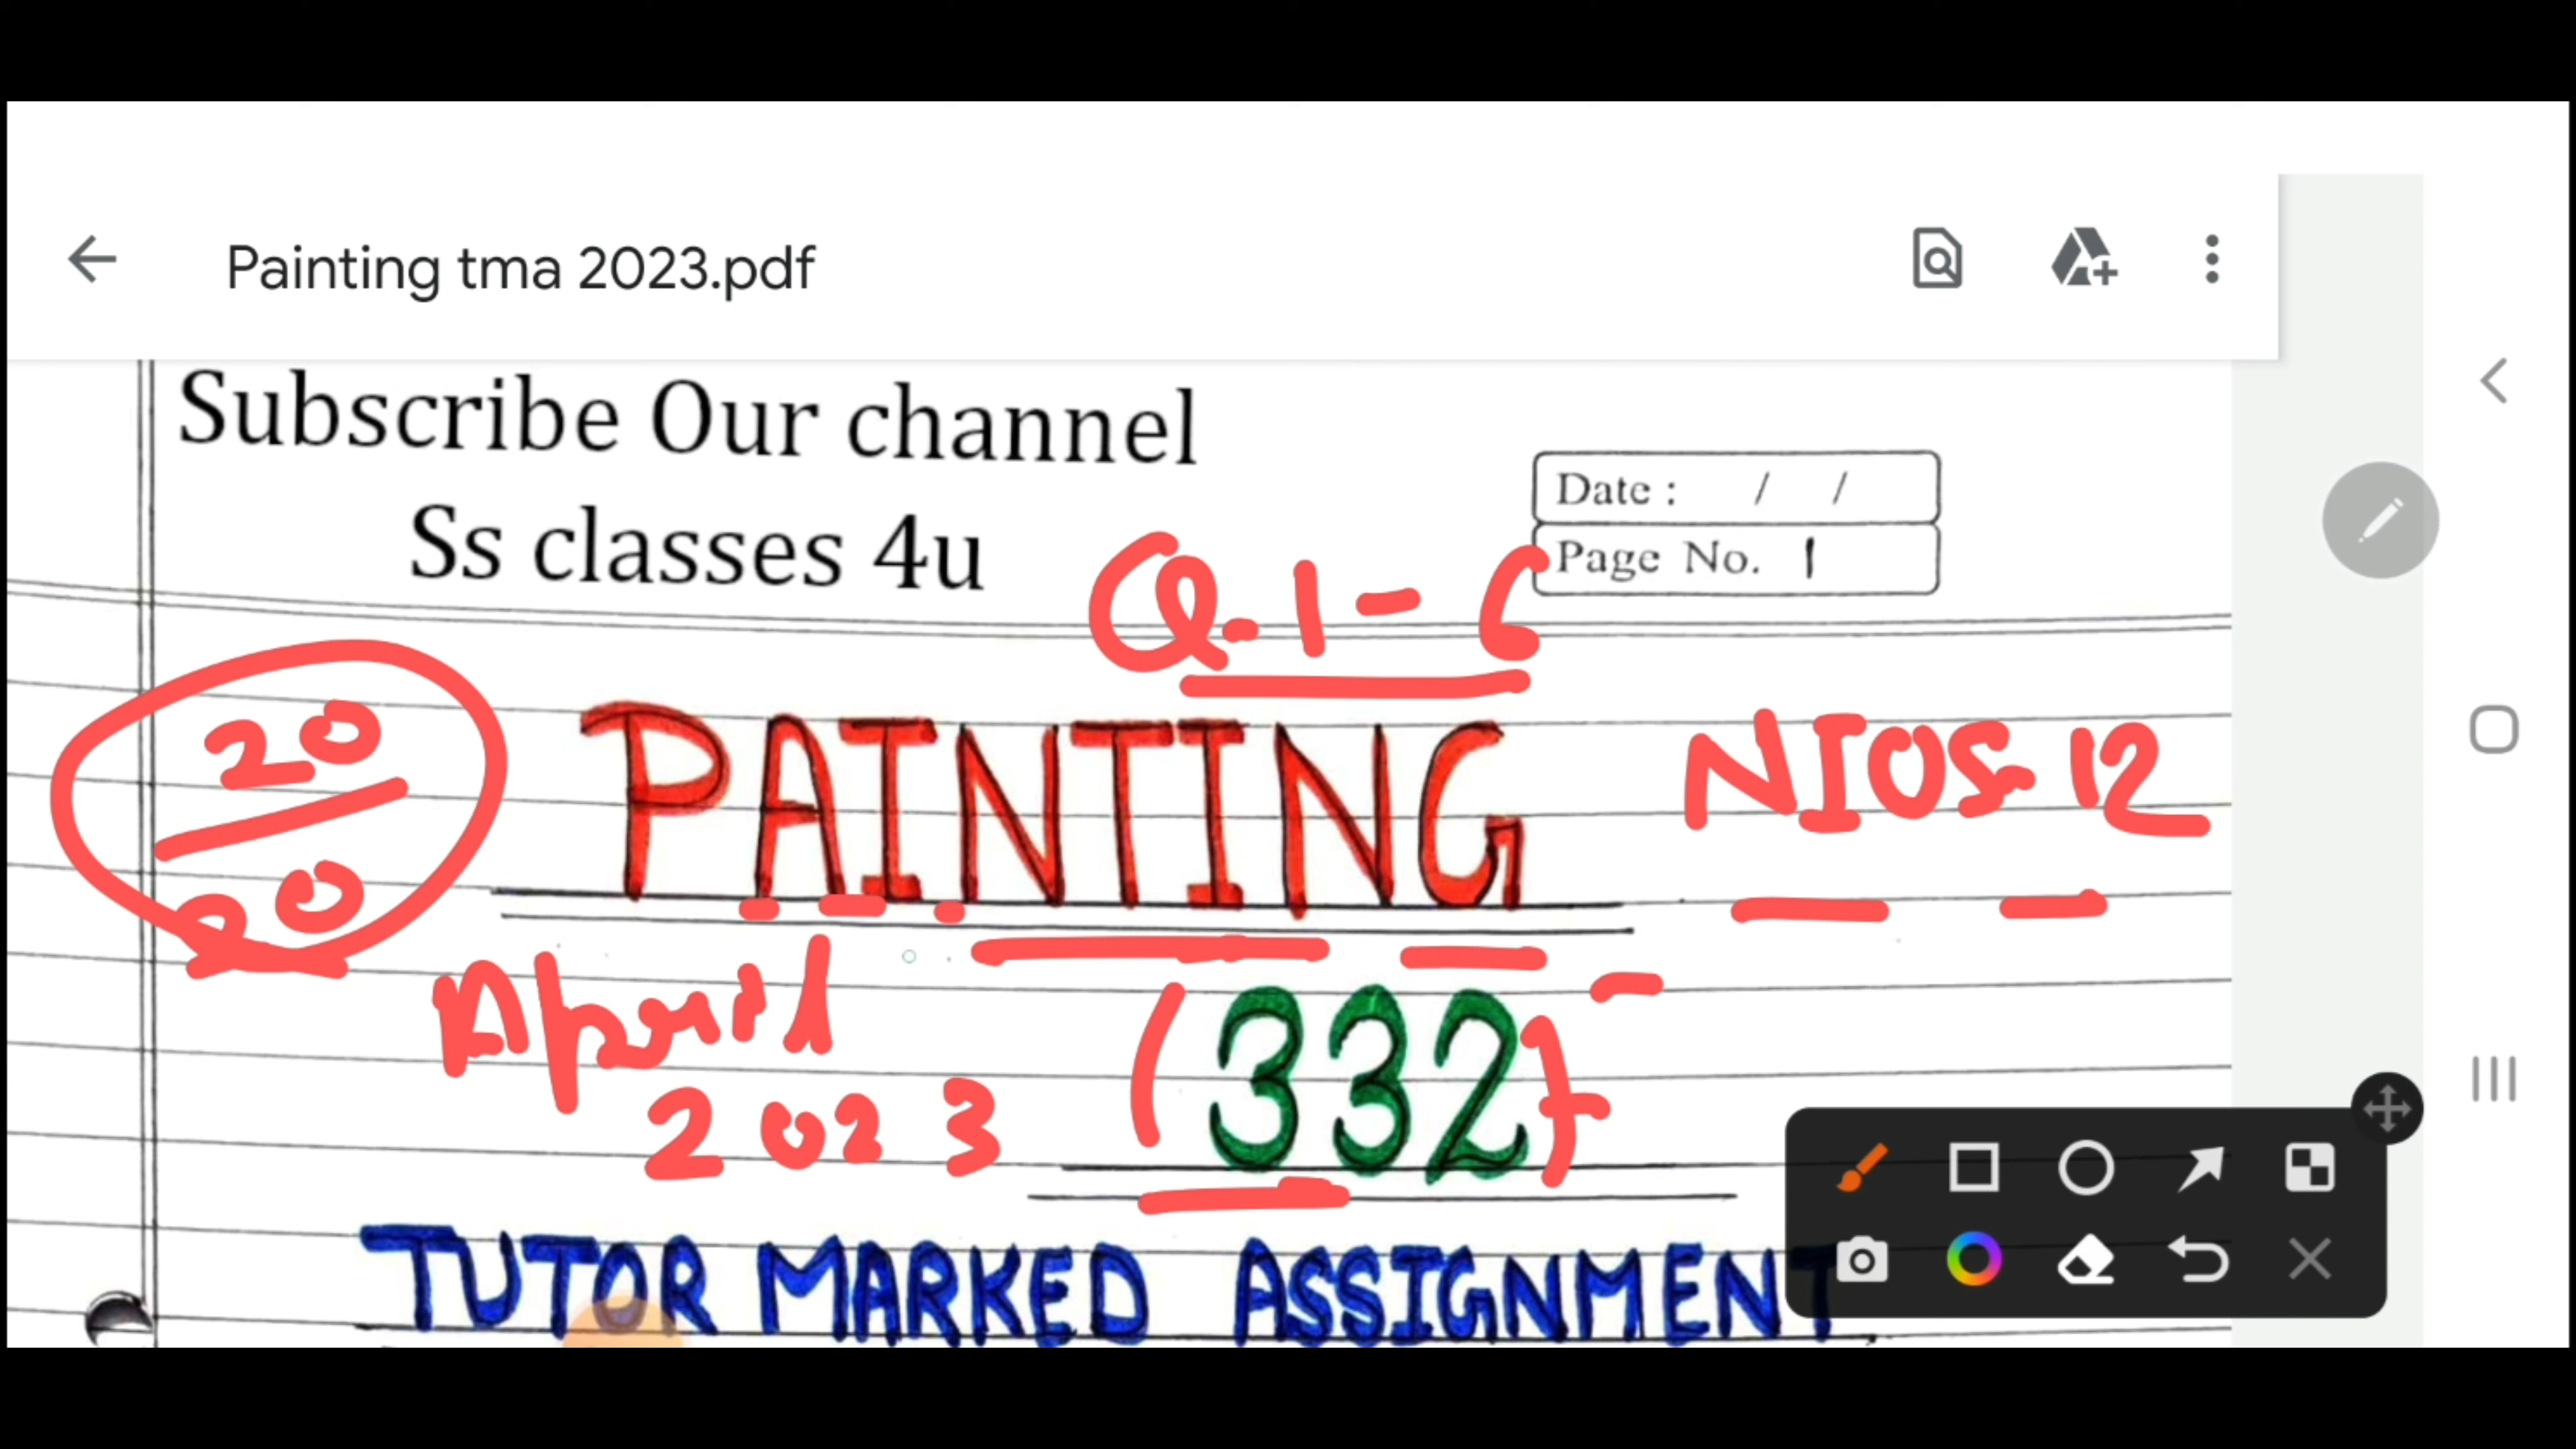 Painting tma 2023.pdf
Subscribe Our channel
Ss classes 4u
Date : / /
Page No. 1
Q.1-6
20
20
PAINTING
NIOS 12
April
2023
(332)
TUTOR MARKED ASSIGNMENT